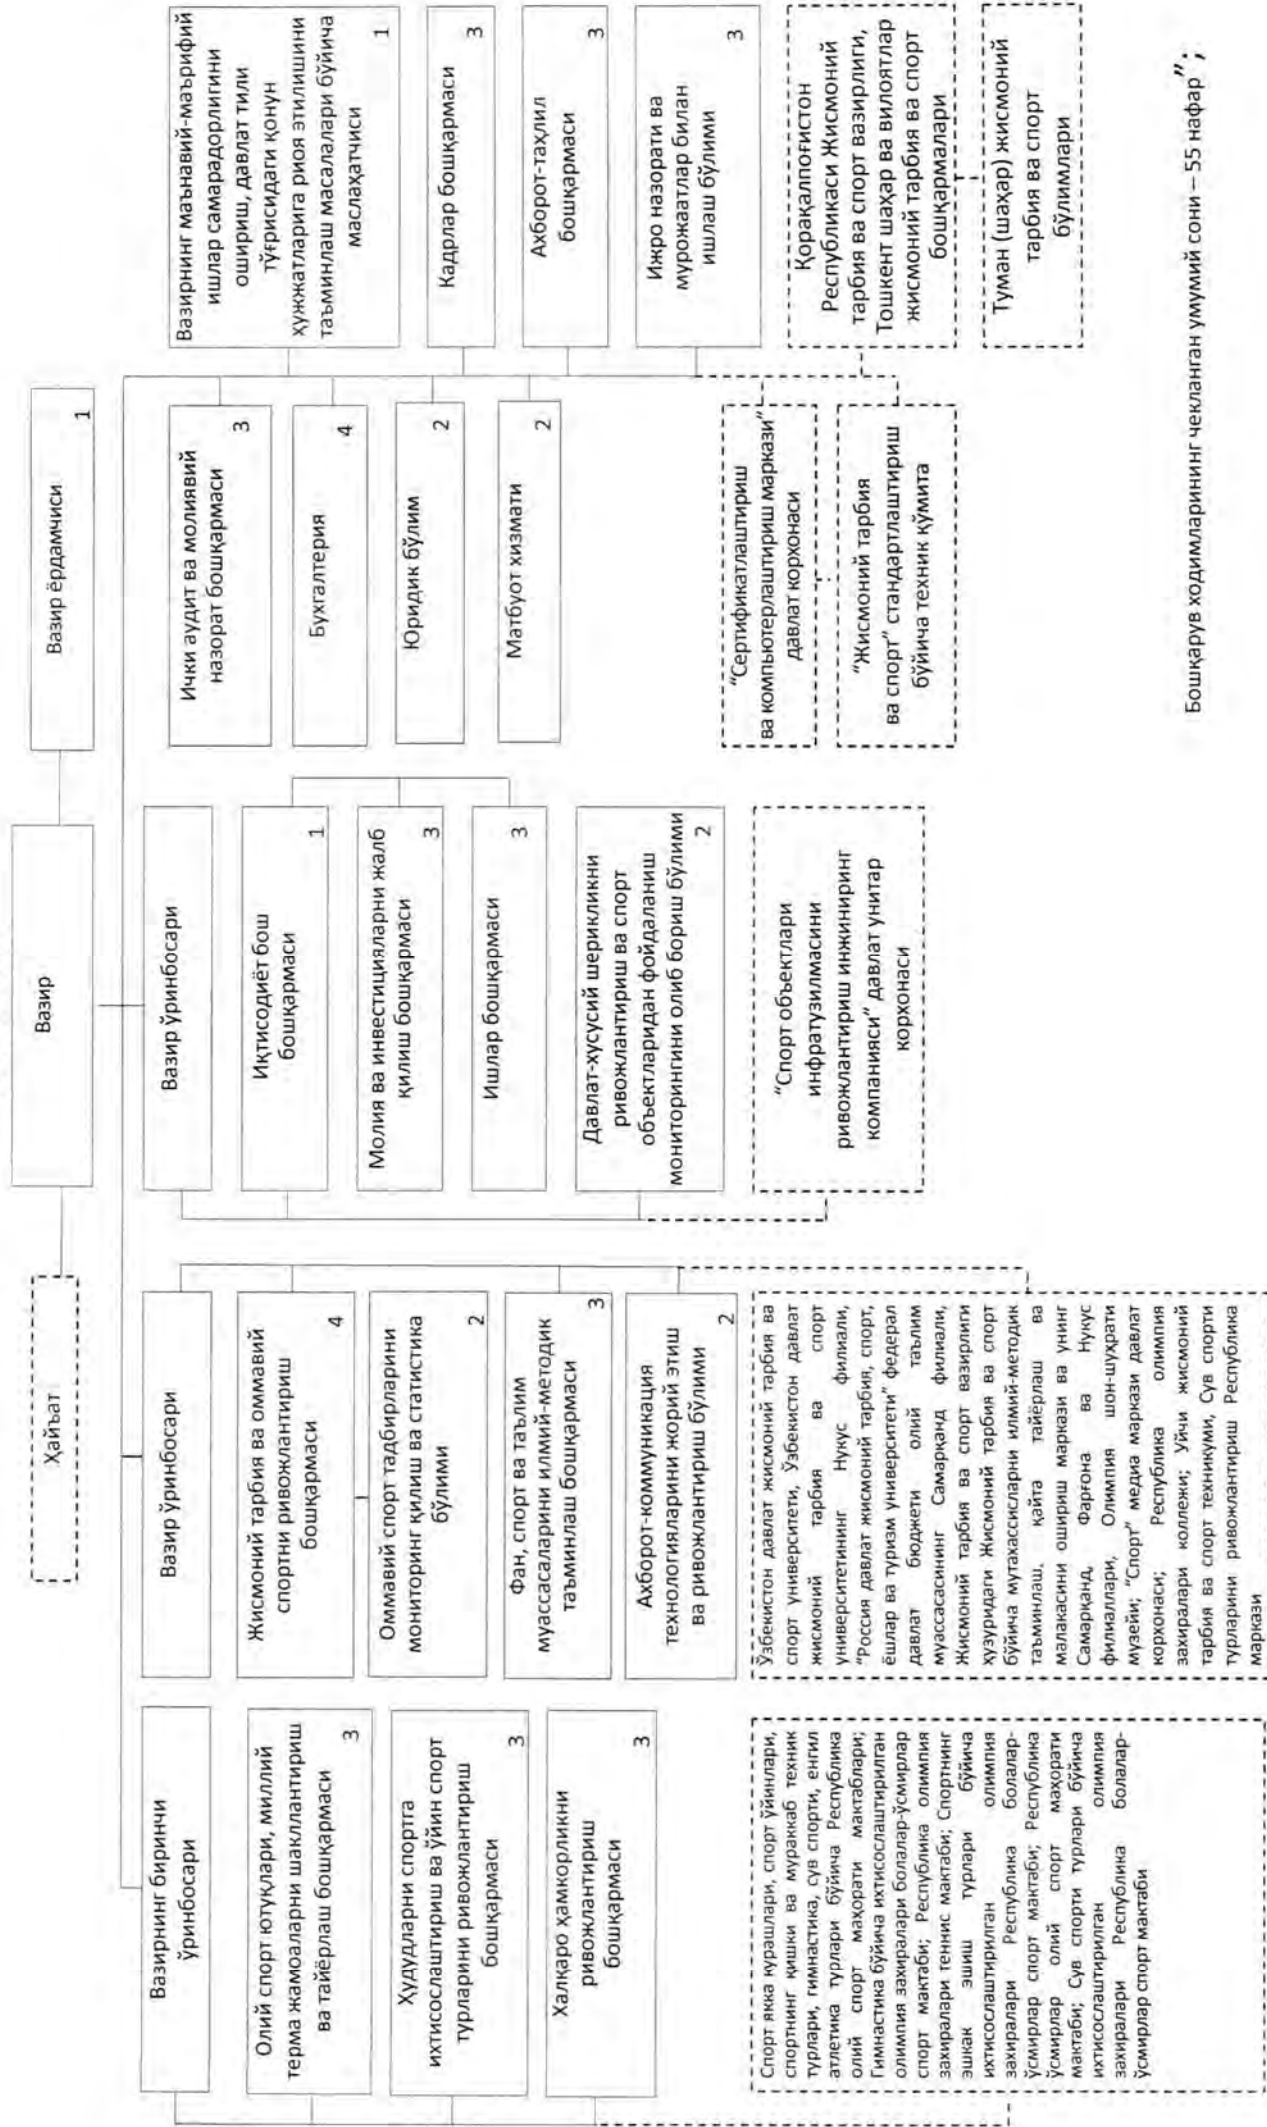 Ҳайъат
Вазир
Вазир ёрдамчиси
1
Вазирнинг биринчи
ўринбосари
Олий спорт ютуқлари, миллий
терма жамоаларни шакллантириш
ва тайёрлаш бошқармаси
3
Ҳудудларни спортга
ихтисослаштириш ва ўйин спорт
турларини ривожлантириш
бошқармаси
3
Халқаро ҳамкорликни
ривожлантириш
бошқармаси
3
Спорт якка курашлари, спорт ўйинлари,
спортнинг қишки ва мураккаб техник
турлари, гимнастика, сув спорти, енгил
атлетика турлари бўйича Республика
олий спорт маҳорати мактаблари;
Гимнастика бўйича ихтисослаштирилган
олимпия захиралари болалар-ўсмирлар
спорт мактаби; Республика олимпия
захиралари теннис мактаби; Спортнинг
эшкак эшиш турлари бўйича
ихтисослаштирилган олимпия
захиралари Республика болалар-
ўсмирлар спорт мактаби; Республика
ўсмирлар олий спорт маҳорати
мактаби; Сув спорти турлари бўйича
ихтисослаштирилган олимпия
захиралари Республика болалар-
ўсмирлар спорт мактаби
Вазир ўринбосари
Жисмоний тарбия ва оммавий
спортни ривожлантириш
бошқармаси
4
Оммавий спорт тадбирларини
мониторинг қилиш ва статистика
бўлими
2
Фан, спорт ва таълим
муассасаларини илмий-методик
таъминлаш бошқармаси
3
Ахборот-коммуникация
технологияларини жорий этиш
ва ривожлантириш бўлими
2
Ўзбекистон давлат жисмоний тарбия ва
спорт университети, Ўзбекистон давлат
жисмоний тарбия ва спорт
университетининг Нукус филиали,
“Россия давлат жисмоний тарбия, спорт,
ёшлар ва туризм университети” федерал
давлат бюджети олий таълим
муассасасининг Самарқанд филиали,
Жисмоний тарбия ва спорт вазирлиги
ҳузуридаги Жисмоний тарбия ва спорт
бўйича мутахассисларни илмий-методик
таъминлаш, қайта тайёрлаш ва
малакасини ошириш маркази ва унинг
Самарқанд, Фарғона ва Нукус
филиаллари, Олимпия шон-шуҳрати
музейи; “Спорт” медиа маркази давлат
корхонаси; Республика олимпия
захиралари коллежи; Уйчи жисмоний
тарбия ва спорт техникуми, Сув спорти
турларини ривожлантириш Республика
маркази
Вазир ўринбосари
Иқтисодиёт бош
бошқармаси
1
Молия ва инвестицияларни жалб
қилиш бошқармаси
3
Ишлар бошқармаси
3
Давлат-хусусий шерикликни
ривожлантириш ва спорт
объектларидан фойдаланиш
мониторингини олиб бориш бўлими
2
“Спорт объектлари
инфратузилмасини
ривожлантириш инжиниринг
компанияси” давлат унитар
корхонаси
Ички аудит ва молиявий
назорат бошқармаси
3
Бухгалтерия
4
Юридик бўлим
2
Матбуот хизмати
2
“Сертификатлаштириш
ва компьютерлаштириш маркази”
давлат корхонаси
“Жисмоний тарбия
ва спорт” стандартлаштириш
бўйича техник қўмита
Вазирнинг маънавий-маърифий
ишлар самарадорлигини
ошириш, давлат тили
тўғрисидаги қонун
ҳужжатларига риоя этилишини
таъминлаш масалалари бўйича
маслаҳатчиси
1
Кадрлар бошқармаси
3
Ахборот-таҳлил
бошқармаси
3
Ижро назорати ва
мурожаатлар билан
ишлаш бўлими
3
Қорақалпоғистон
Республикаси Жисмоний
тарбия ва спорт вазирлиги,
Тошкент шаҳар ва вилоятлар
жисмоний тарбия ва спорт
бошқармалари
Туман (шаҳар) жисмоний
тарбия ва спорт
бўлимлари
Бошқарув ходимларининг чекланган умумий сони – 55 нафар”;